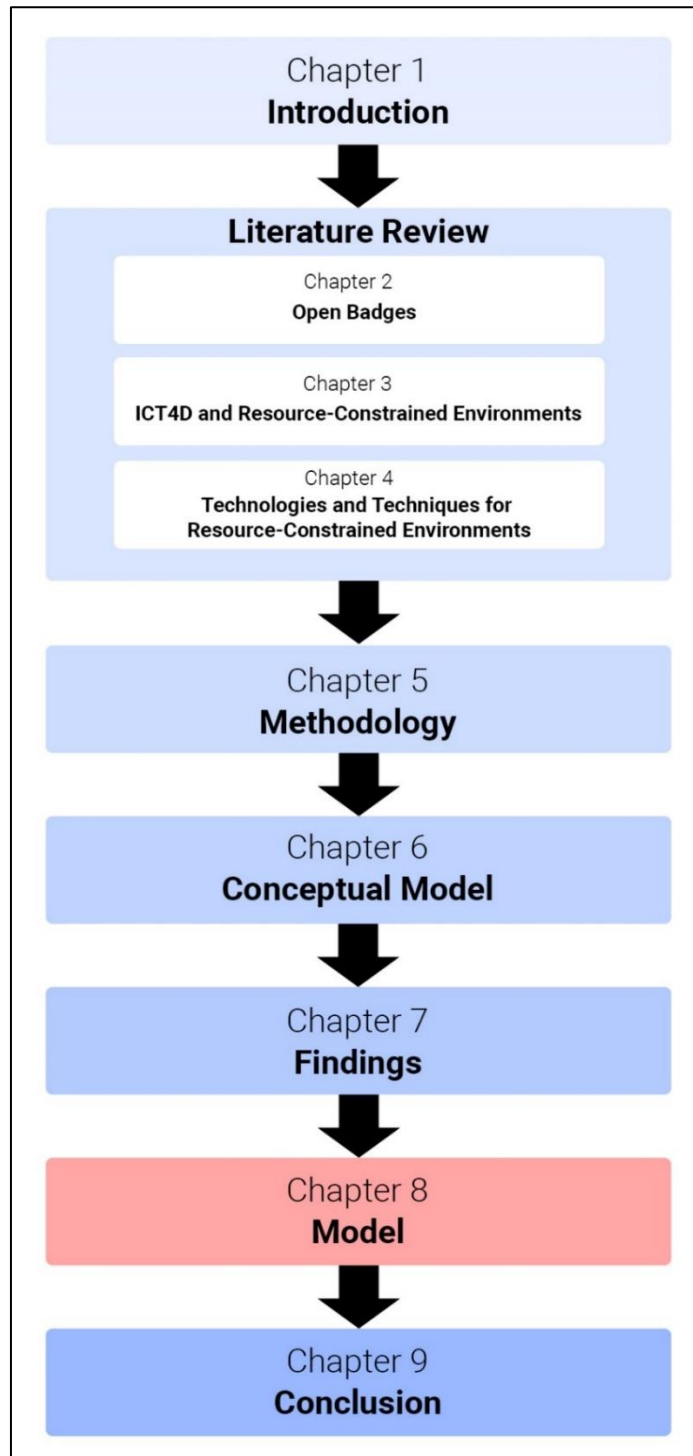 Chapter 1
Introduction
Literature Review
Chapter 2
Open Badges
Chapter 3
ICT4D and Resource-Constrained Environments
Chapter 4
Technologies and Techniques for
Resource-Constrained Environments
Chapter 5
Methodology
Chapter 6
Conceptual Model
Chapter 7
Findings
Chapter 8
Model
Chapter 9
Conclusion